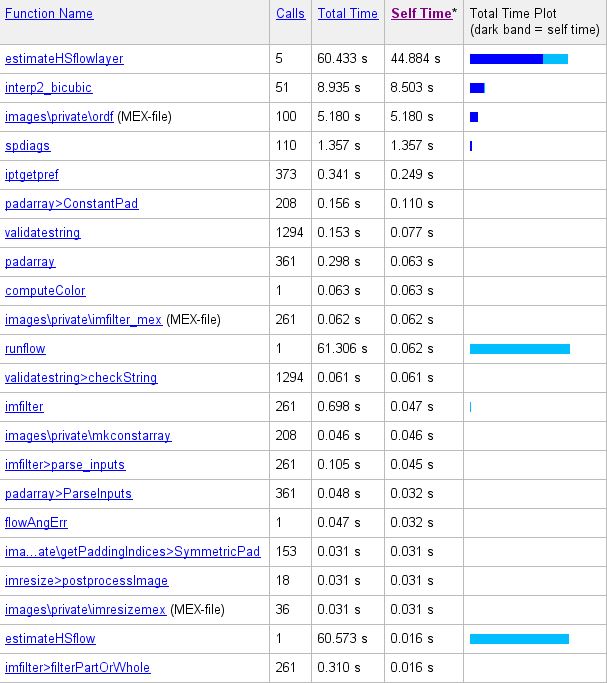 Function Name Calls Total Time Self Time* Total Time Plot
(dark band = self time)
estimateHSflowlayer 5 60.433 s 44.884 s
interp2_bicubic 51 8.935 s 8.503 s
images\private\ordf (MEX-file) 100 5.180 s 5.180 s
spdiags 110 1.357 s 1.357 s
iptgetpref 373 0.341 s 0.249 s
padarray>ConstantPad 208 0.156 s 0.110 s
validatestring 1294 0.153 s 0.077 s
padarray 361 0.298 s 0.063 s
computeColor 1 0.063 s 0.063 s
images\private\imfilter_mex (MEX-file) 261 0.062 s 0.062 s
runflow 1 61.306 s 0.062 s
validatestring>checkString 1294 0.061 s 0.061 s
imfilter 261 0.698 s 0.047 s
images\private\mkconstarray 208 0.046 s 0.046 s
imfilter>parse_inputs 261 0.105 s 0.045 s
padarray>ParseInputs 361 0.048 s 0.032 s
flowAngErr 1 0.047 s 0.032 s
ima...ate\getPaddingIndices>SymmetricPad 153 0.031 s 0.031 s
imresize>postprocessImage 18 0.031 s 0.031 s
images\private\imresizemex (MEX-file) 36 0.031 s 0.031 s
estimateHSflow 1 60.573 s 0.016 s
imfilter>filterPartOrWhole 261 0.310 s 0.016 s